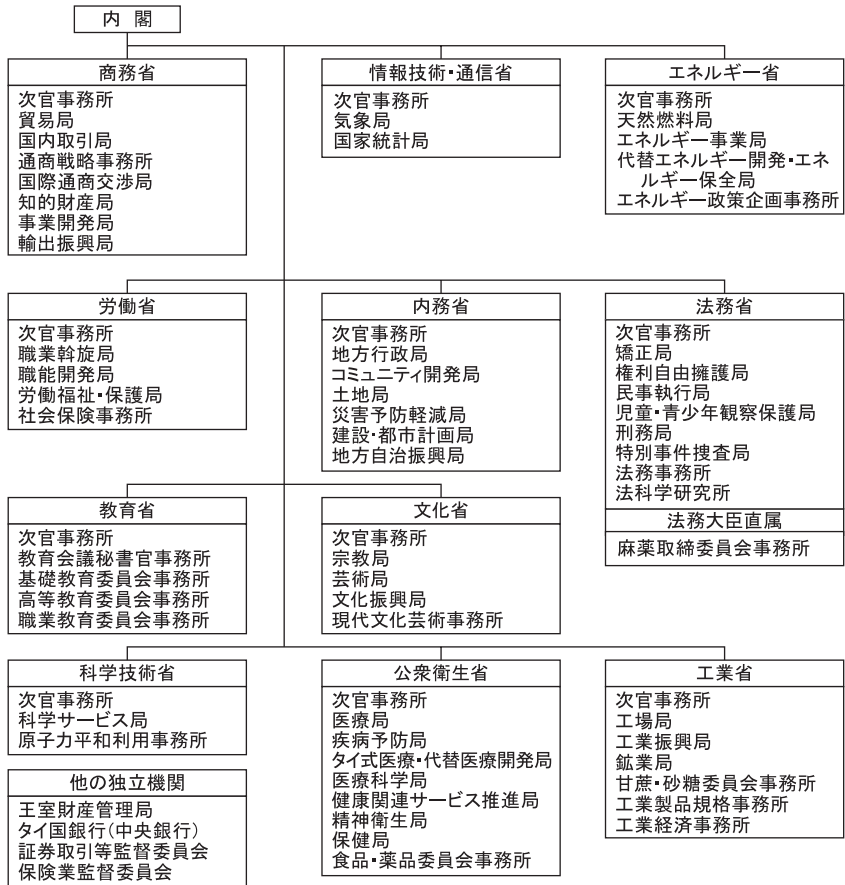 内 閣
商務省
次官事務所
貿易局
国内取引局
通商戦略事務所
国際通商交渉局
知的財産局
事業開発局
輸出振興局
情報技術・通信省
次官事務所
気象局
国家統計局
エネルギー省
次官事務所
天然燃料局
エネルギー事業局
代替エネルギー開発・エネ
ルギー保全局
エネルギー政策企画事務所
労働省
次官事務所
職業斡旋局
職能開発局
労働福祉・保護局
社会保険事務所
内務省
次官事務所
地方行政局
コミュニティ開発局
土地局
災害予防軽減局
建設・都市計画局
地方自治振興局
法務省
次官事務所
矯正局
権利自由擁護局
民事執行局
児童・青少年観察保護局
刑務局
特別事件捜査局
法務事務所
法科学研究所
法務大臣直属
麻薬取締委員会事務所
教育省
次官事務所
教育会議秘書官事務所
基礎教育委員会事務所
高等教育委員会事務所
職業教育委員会事務所
文化省
次官事務所
宗教局
芸術局
文化振興局
現代文化芸術事務所
科学技術省
次官事務所
科学サービス局
原子力平和利用事務所
公衆衛生省
次官事務所
医療局
疾病予防局
タイ式医療・代替医療開発局
医療科学局
健康関連サービス推進局
精神衛生局
保健局
食品・薬品委員会事務所
工業省
次官事務所
工場局
工業振興局
鉱業局
甘蔗・砂糖委員会事務所
工業製品規格事務所
工業経済事務所
他の独立機関
王室財産管理局
タイ国銀行(中央銀行)
証券取引等監督委員会
保険業監督委員会